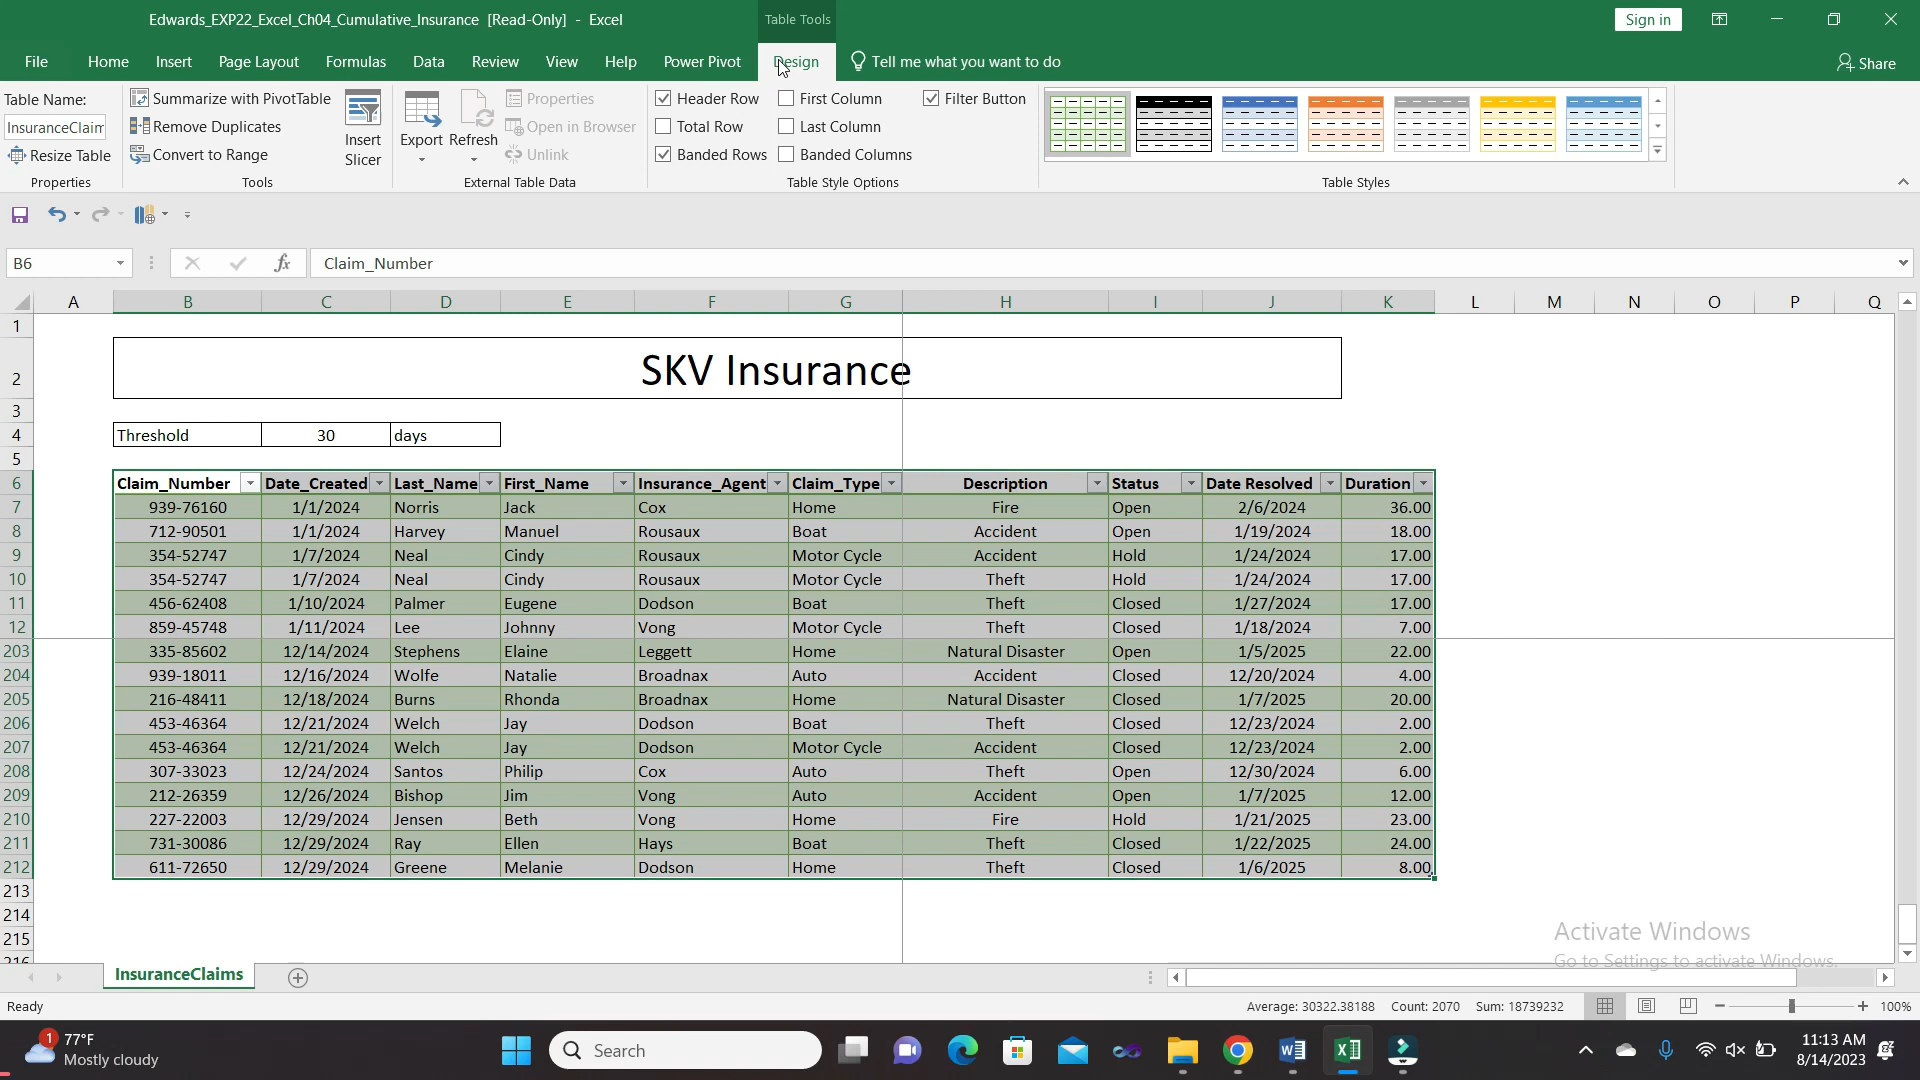 Edwards_EXP22_Excel_Ch04_Cumulative_Insurance [Read-Only] - Excel
Table Tools
Sign in
File Home Insert Page Layout Formulas Data Review View Help Power Pivot Design Tell me what you want to do
Share
Table Name:
InsuranceClaim
Resize Table
Properties
Summarize with PivotTable
Remove Duplicates
Convert to Range
Insert
Slicer
Tools
Export
Refresh
Properties
Open in Browser
Unlink
External Table Data
Header Row First Column Filter Button
Total Row Last Column
Banded Rows Banded Columns
Table Style Options
Table Styles
B6
fx
Claim_Number
A B C D E F G H I J K L M N O P Q
1
2 SKV Insurance
3
4 Threshold 30 days
5
6 Claim_Number Date_Created Last_Name First_Name Insurance_Agent Claim_Type Description Status Date Resolved Duration
7 939-76160 1/1/2024 Norris Jack Cox Home Fire Open 2/6/2024 36.00
8 712-90501 1/1/2024 Harvey Manuel Rousaux Boat Accident Open 1/19/2024 18.00
9 354-52747 1/7/2024 Neal Cindy Rousaux Motor Cycle Accident Hold 1/24/2024 17.00
10 354-52747 1/7/2024 Neal Cindy Rousaux Motor Cycle Theft Hold 1/24/2024 17.00
11 456-62408 1/10/2024 Palmer Eugene Dodson Boat Theft Closed 1/27/2024 17.00
12 859-45748 1/11/2024 Lee Johnny Vong Motor Cycle Theft Closed 1/18/2024 7.00
203 335-85602 12/14/2024 Stephens Elaine Leggett Home Natural Disaster Open 1/5/2025 22.00
204 939-18011 12/16/2024 Wolfe Natalie Broadnax Auto Accident Closed 12/20/2024 4.00
205 216-48411 12/18/2024 Burns Rhonda Broadnax Home Natural Disaster Closed 1/7/2025 20.00
206 453-46364 12/21/2024 Welch Jay Dodson Boat Theft Closed 12/23/2024 2.00
207 453-46364 12/21/2024 Welch Jay Dodson Motor Cycle Accident Closed 12/23/2024 2.00
208 307-33023 12/24/2024 Santos Philip Cox Auto Theft Open 12/30/2024 6.00
209 212-26359 12/26/2024 Bishop Jim Vong Auto Accident Open 1/7/2025 12.00
210 227-22003 12/29/2024 Jensen Beth Vong Home Fire Hold 1/21/2025 23.00
211 731-30086 12/29/2024 Ray Ellen Hays Boat Theft Closed 1/22/2025 24.00
212 611-72650 12/29/2024 Greene Melanie Dodson Home Theft Closed 1/6/2025 8.00
213
214
215
216
Activate Windows
Go to Settings to activate Windows.
InsuranceClaims
Ready
Average: 30322.38188 Count: 2070 Sum: 18739232
100%
1
77°F
Mostly cloudy
Search
11:13 AM
8/14/2023